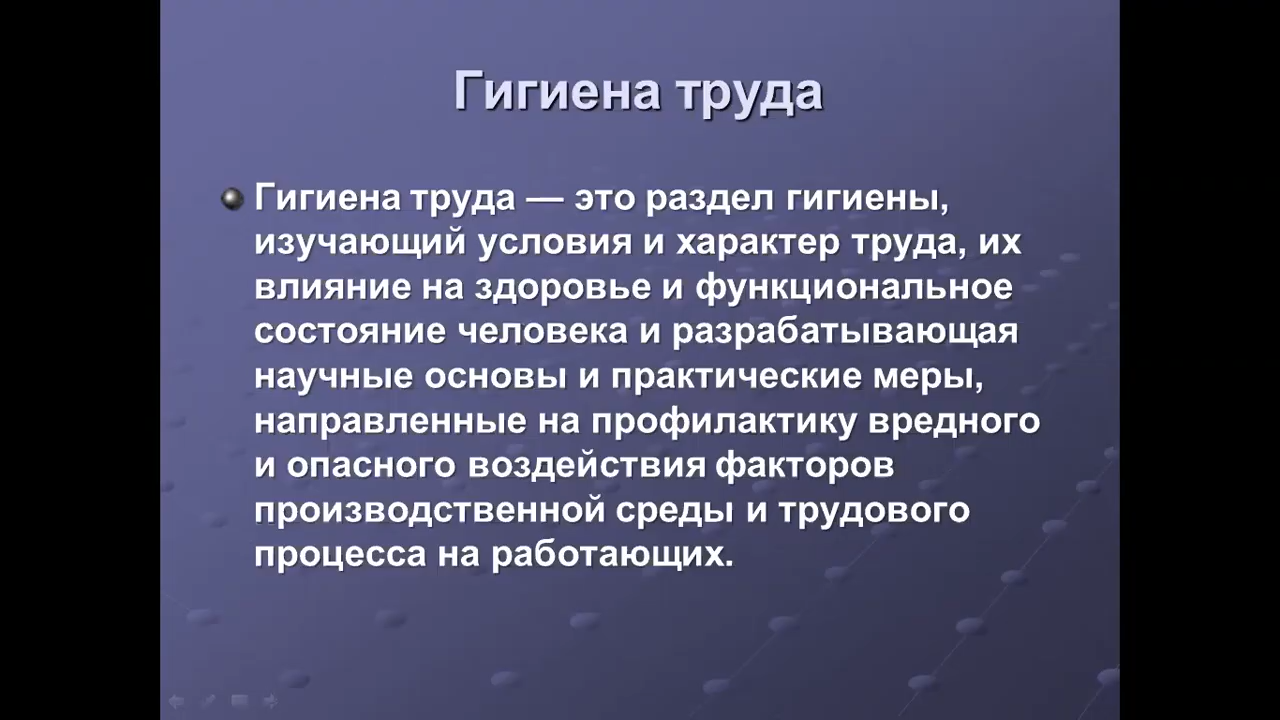 Гигиена труда
Гигиена труда — это раздел гигиены,
изучающий условия и характер труда, их
влияние на здоровье и функциональное
состояние человека и разрабатывающая
научные основы и практические меры,
направленные на профилактику вредного
и опасного воздействия факторов
производственной среды и трудового
процесса на работающих.